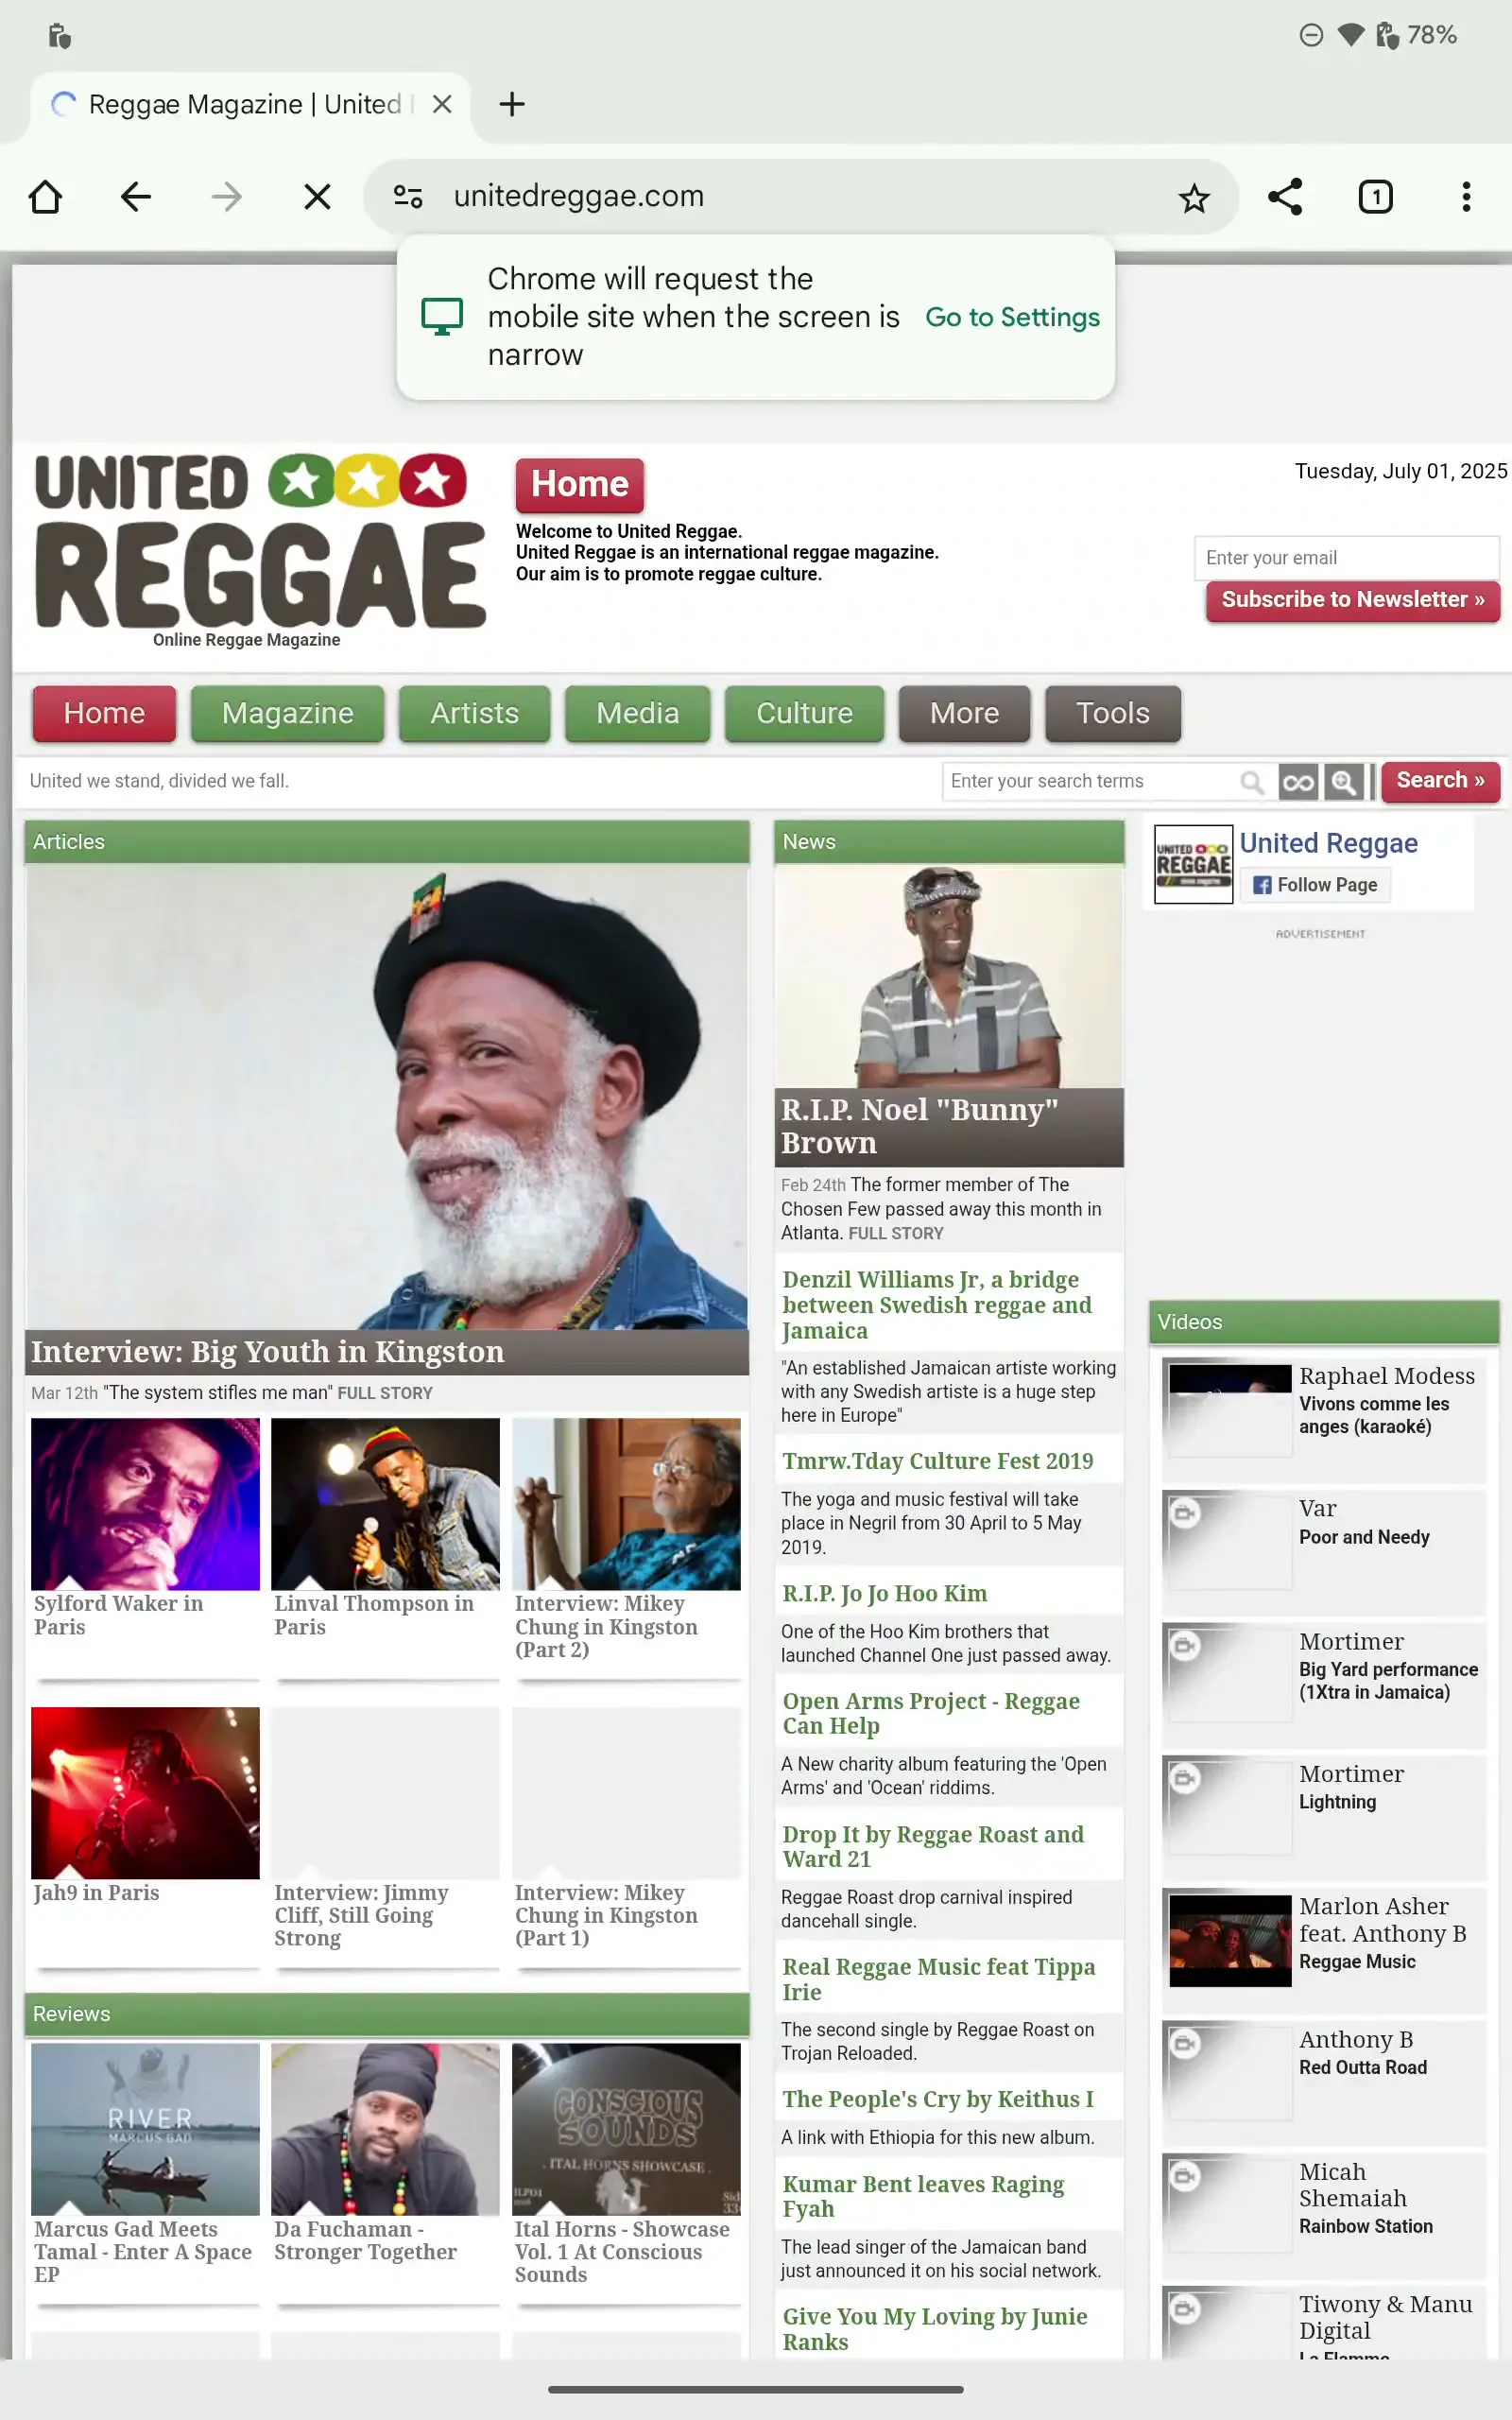 78%
Reggae Magazine | United
unitedreggae.com
1
Chrome will request the
mobile site when the screen is
narrow
Go to Settings
UNITED
REGGAE
Online Reggae Magazine
Home
Welcome to United Reggae.
United Reggae is an international reggae magazine.
Our aim is to promote reggae culture.
Tuesday, July 01, 2025
Enter your email
Subscribe to Newsletter »
Home
Magazine
Artists
Media
Culture
More
Tools
United we stand, divided we fall.
Enter your search terms
Search »
Articles
Interview: Big Youth in Kingston
Mar 12th "The system stifles me man" FULL STORY
Sylford Waker in
Paris
Linval Thompson in
Paris
Interview: Mikey
Chung in Kingston
(Part 2)
Jah9 in Paris
Interview: Jimmy
Cliff, Still Going
Strong
Interview: Mikey
Chung in Kingston
(Part 1)
Reviews
RIVER
MARCUS GAD
CONSCIOUS
SOUNDS
. ITAL HORNS SHOWCASE .
Marcus Gad Meets
Tamal - Enter A Space
EP
Da Fuchaman -
Stronger Together
Ital Horns - Showcase
Vol. 1 At Conscious
Sounds
News
R.I.P. Noel "Bunny"
Brown
Feb 24th The former member of The
Chosen Few passed away this month in
Atlanta. FULL STORY
Denzil Williams Jr, a bridge
between Swedish reggae and
Jamaica
"An established Jamaican artiste working
with any Swedish artiste is a huge step
here in Europe"
Tmrw.Tday Culture Fest 2019
The yoga and music festival will take
place in Negril from 30 April to 5 May
2019.
R.I.P. Jo Jo Hoo Kim
One of the Hoo Kim brothers that
launched Channel One just passed away.
Open Arms Project - Reggae
Can Help
A New charity album featuring the 'Open
Arms' and 'Ocean' riddims.
Drop It by Reggae Roast and
Ward 21
Reggae Roast drop carnival inspired
dancehall single.
Real Reggae Music feat Tippa
Irie
The second single by Reggae Roast on
Trojan Reloaded.
The People's Cry by Keithus I
A link with Ethiopia for this new album.
Kumar Bent leaves Raging
Fyah
The lead singer of the Jamaican band
just announced it on his social network.
Give You My Loving by Junie
Ranks
UNITED
REGGAE
United Reggae
Follow Page
ADVERTISEMENT
Videos
Raphael Modess
Vivons comme les
anges (karaoké)
Var
Poor and Needy
Mortimer
Big Yard performance
(1Xtra in Jamaica)
Mortimer
Lightning
Marlon Asher
feat. Anthony B
Reggae Music
Anthony B
Red Outta Road
Micah
Shemaiah
Rainbow Station
Tiwony & Manu
Digital
La Flamme